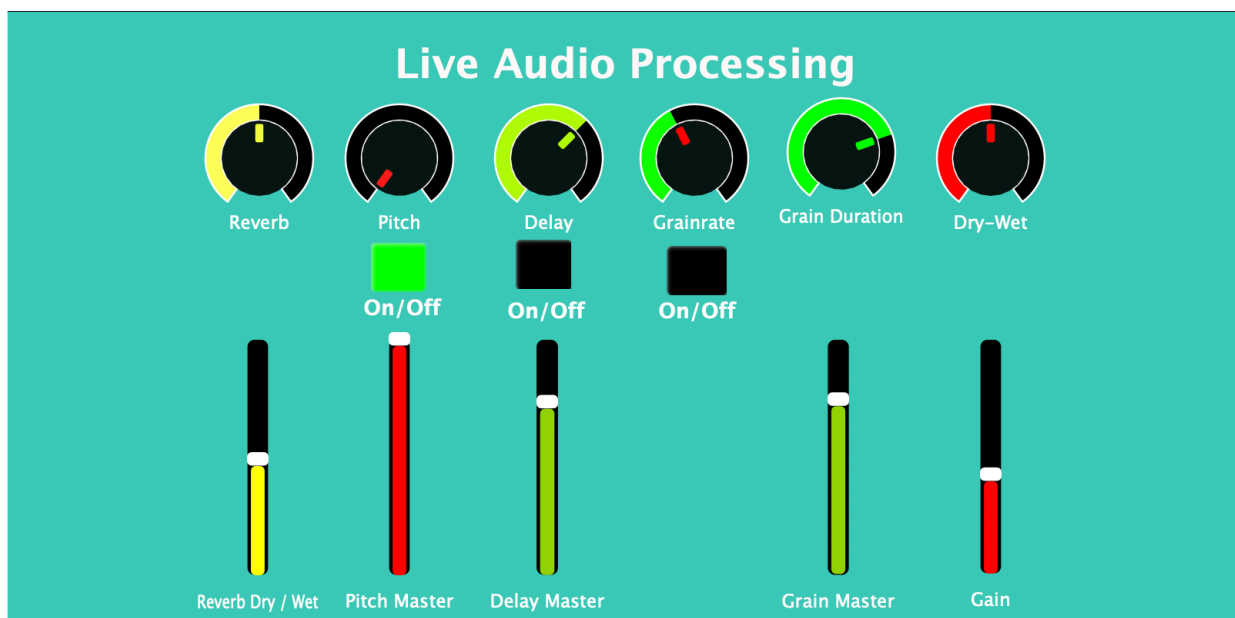 Live Audio Processing
Reverb
Pitch
Delay
Grainrate
Grain Duration
Dry-Wet
On/Off
On/Off
On/Off
Reverb Dry / Wet
Pitch Master
Delay Master
Grain Master
Gain